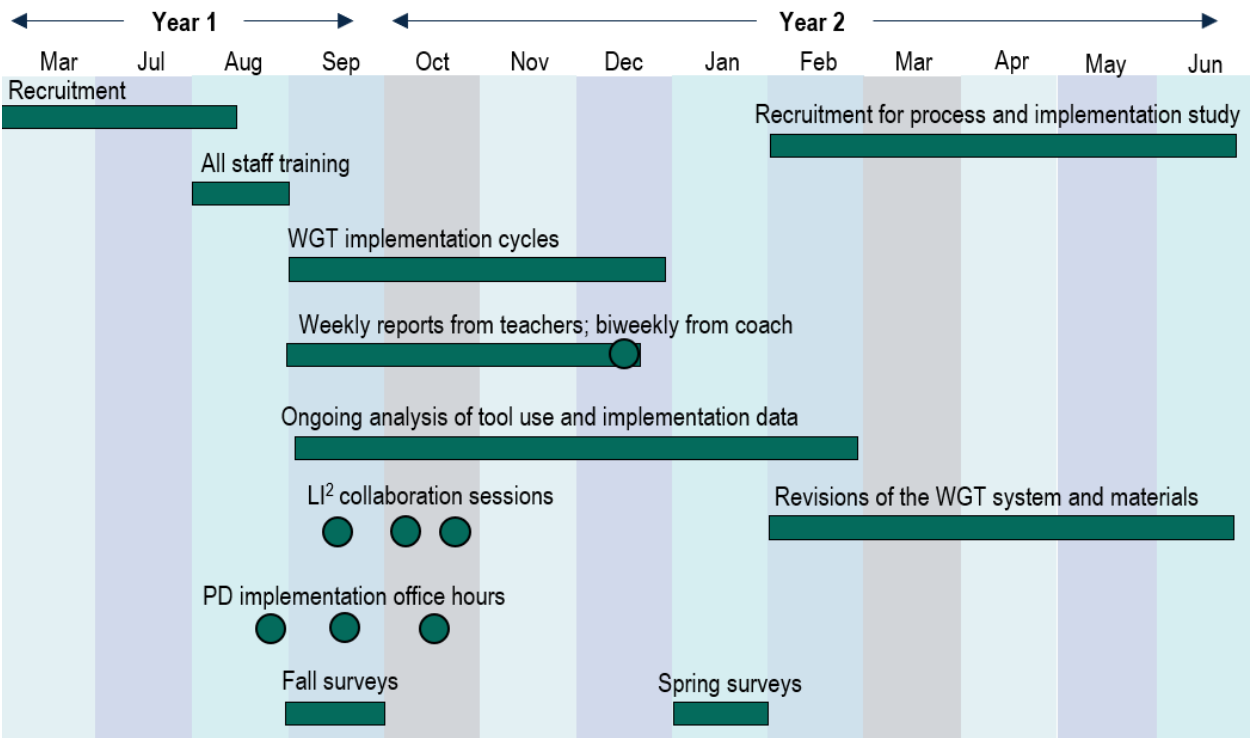 Year 1 Year 2
Mar Jul Aug Sep Oct Nov Dec Jan Feb Mar Apr May Jun
Recruitment
Recruitment for process and implementation study
All staff training
WGT implementation cycles
Weekly reports from teachers; biweekly from coach
Ongoing analysis of tool use and implementation data
LI² collaboration sessions
Revisions of the WGT system and materials
PD implementation office hours
Fall surveys
Spring surveys